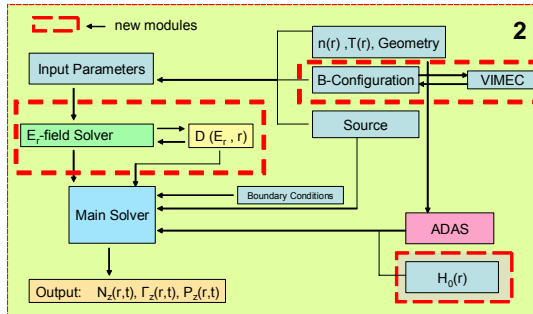 new modules
2
n(r) ,T(r), Geometry
Input Parameters
B-Configuration
VIMEC
Source
Er-field Solver
D (Er , r)
Boundary Conditions
Main Solver
ADAS
H0(r)
Output: Nz(r,t), Γz(r,t), Pz(r,t)